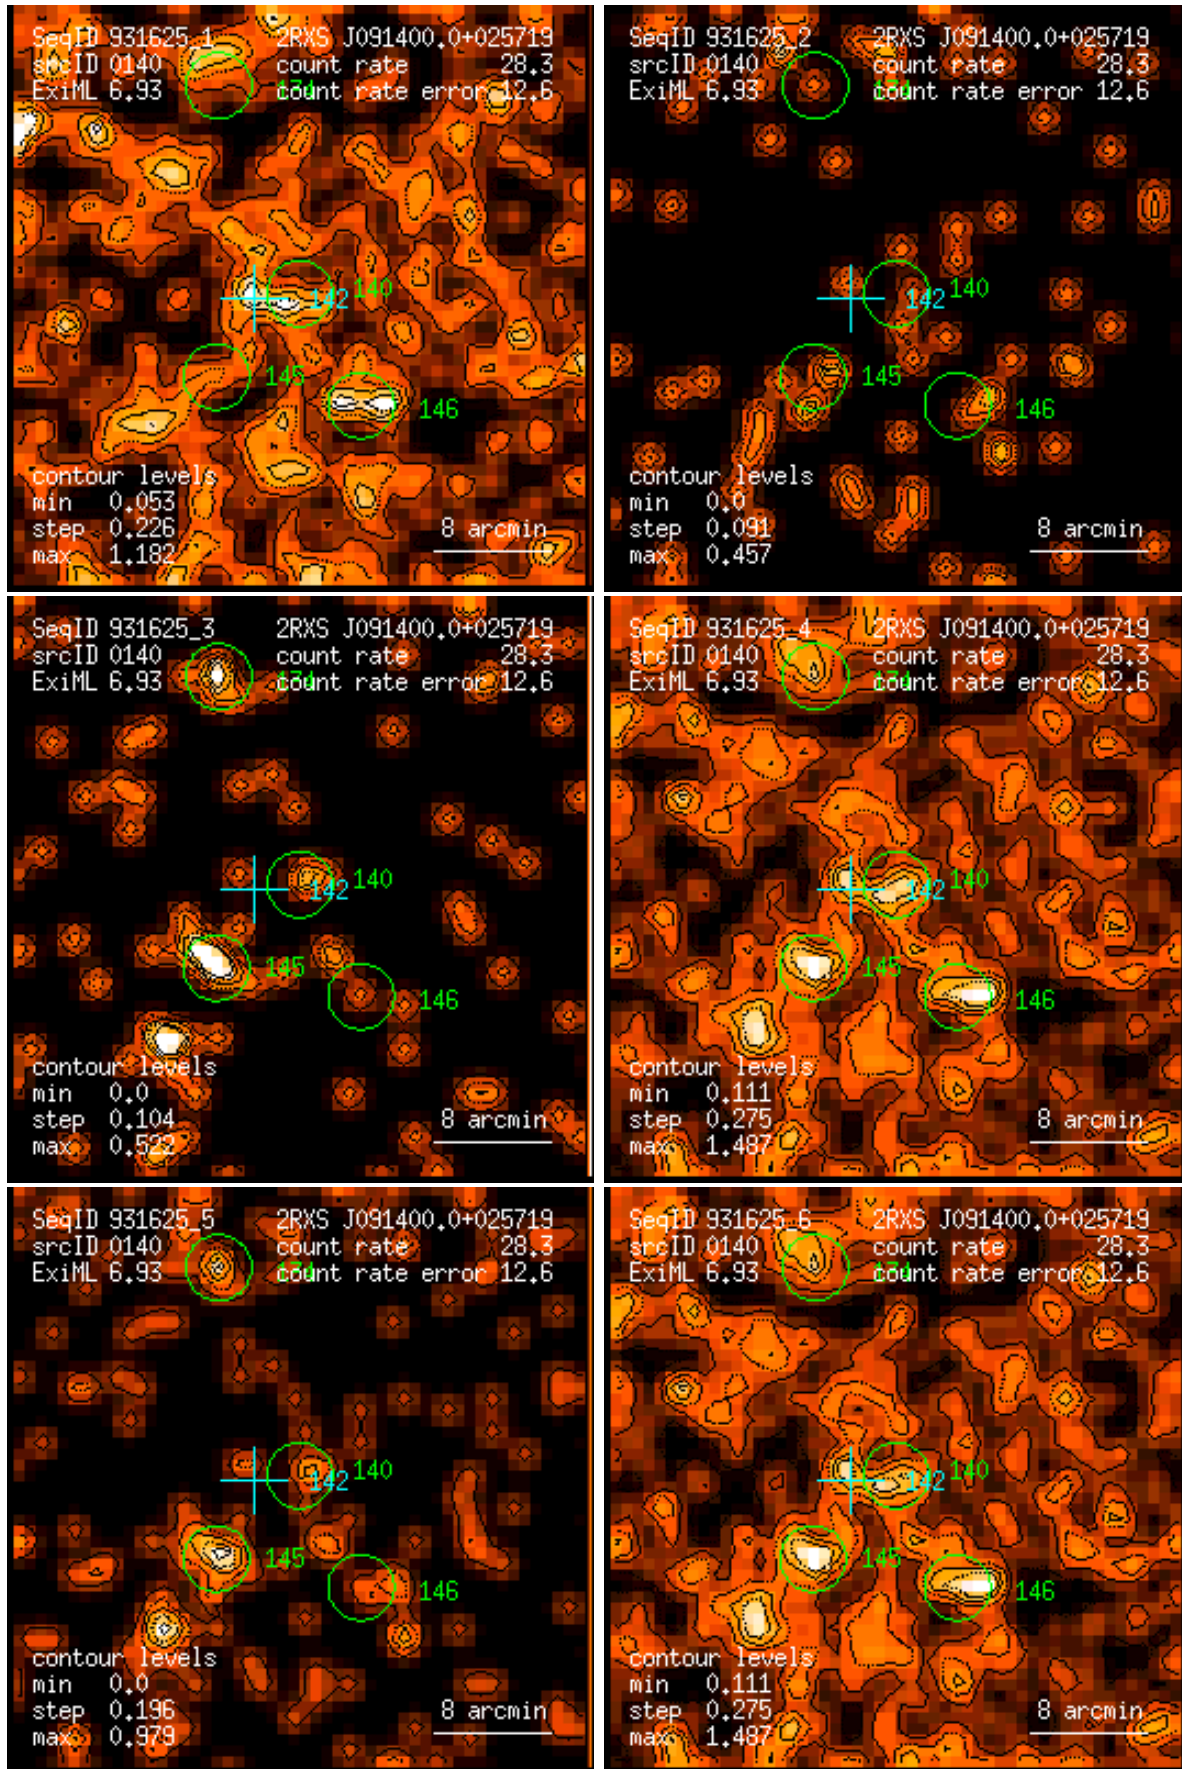 SeqID 931625_1 2RXS J091400.0+025719
srcID 0140 count rate 28.3
ExiML 6.93 count rate error 12.6
140
142
145
146
contour levels
min 0.053
step 0.226 8 arcmin
max 1.182
SeqID 931625_2 2RXS J091400.0+025719
srcID 0140 count rate 28.3
ExiML 6.93 count rate error 12.6
140
142
145
146
contour levels
min 0.0
step 0.091 8 arcmin
max 0.457
SeqID 931625_3 2RXS J091400.0+025719
srcID 0140 count rate 28.3
ExiML 6.93 count rate error 12.6
140
142
145
146
contour levels
min 0.0
step 0.104 8 arcmin
max 0.522
SeqID 931625_4 2RXS J091400.0+025719
srcID 0140 count rate 28.3
ExiML 6.93 count rate error 12.6
140
142
145
146
contour levels
min 0.111
step 0.275 8 arcmin
max 1.487
SeqID 931625_5 2RXS J091400.0+025719
srcID 0140 count rate 28.3
ExiML 6.93 count rate error 12.6
140
142
145
146
contour levels
min 0.0
step 0.196 8 arcmin
max 0.979
SeqID 931625_6 2RXS J091400.0+025719
srcID 0140 count rate 28.3
ExiML 6.93 count rate error 12.6
140
142
145
146
contour levels
min 0.111
step 0.275 8 arcmin
max 1.487